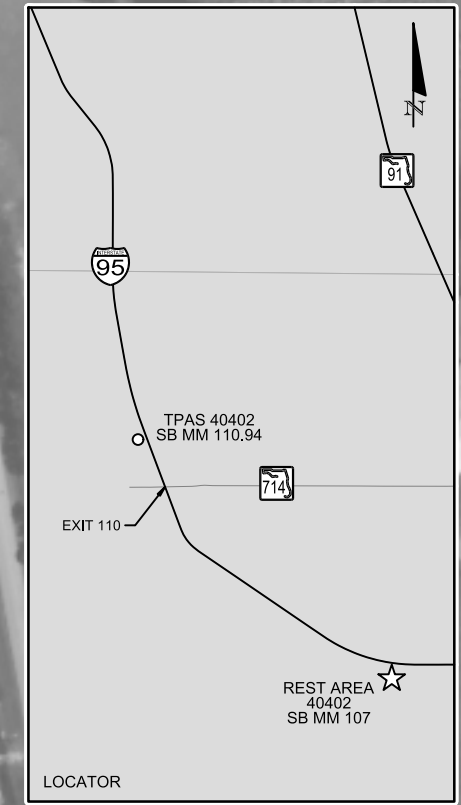 N
91
INTERSTATE
95
TPAS 40402
SB MM 110.94
714
EXIT 110
REST AREA
40402
SB MM 107
LOCATOR